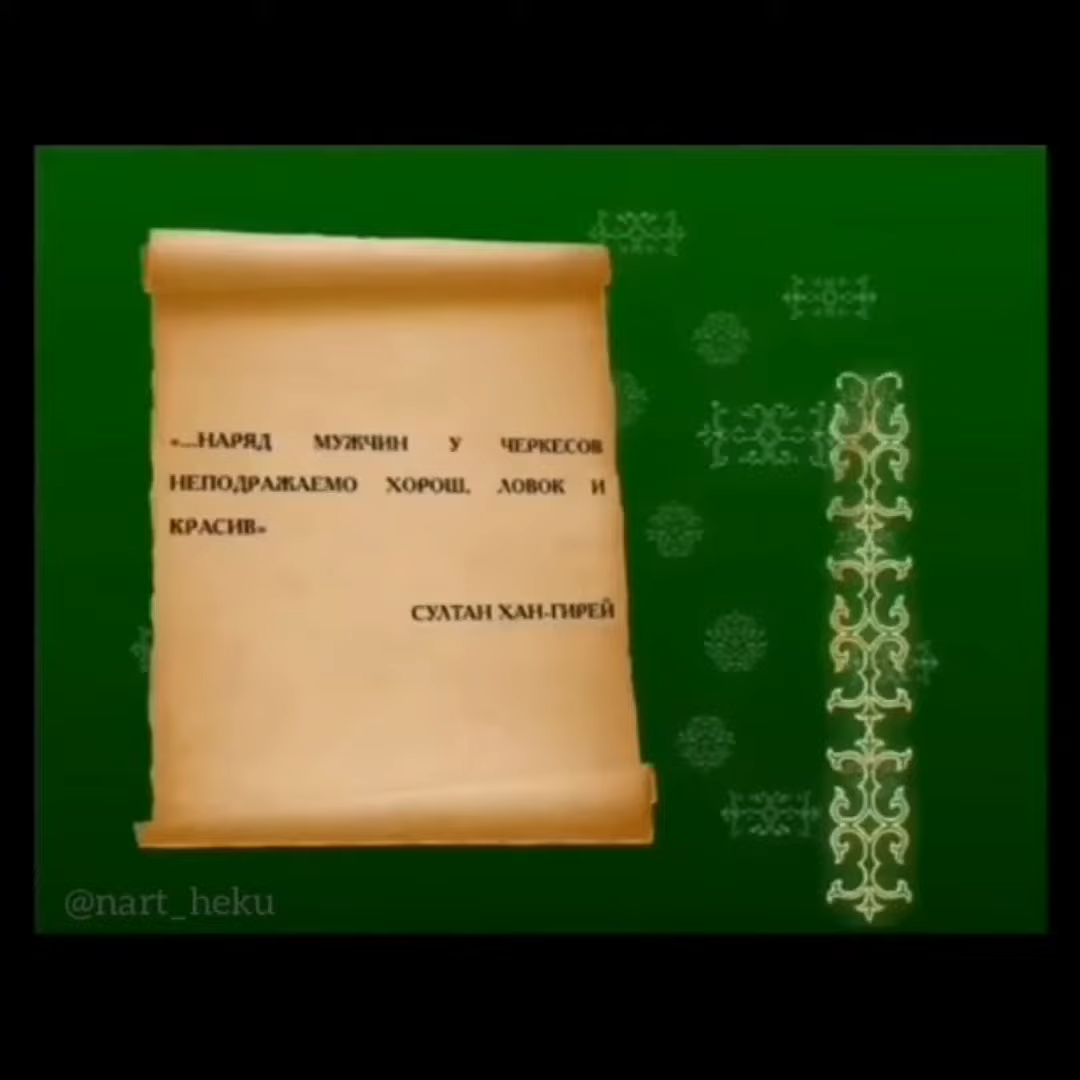 «...НАРЯД МУЖЧИН У ЧЕРКЕСОВ
НЕПОДРАЖАЕМО ХОРОШ, ЛОВОК И
КРАСИВ»
СУЛТАН ХАН-ГИРЕЙ
@nart_heku